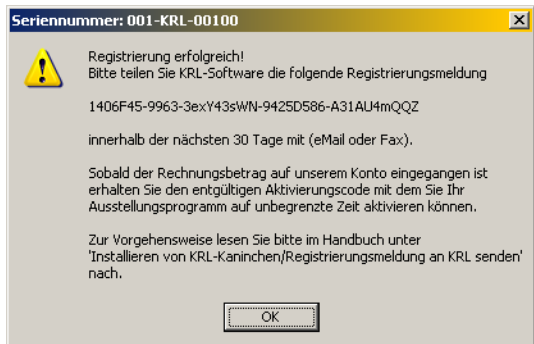 Seriennummer: 001-KRL-00100
Registrierung erfolgreich!
Bitte teilen Sie KRL-Software die folgende Registrierungsmeldung
1406F45-9963-3exY43sWN-9425D586-A31AU4mQQZ
innerhalb der nächsten 30 Tage mit (eMail oder Fax).
Sobald der Rechnungsbetrag auf unserem Konto eingegangen ist
erhalten Sie den entgültigen Aktivierungscode mit dem Sie Ihr
Ausstellungsprogramm auf unbegrenzte Zeit aktivieren können.
Zur Vorgehensweise lesen Sie bitte im Handbuch unter
'Installieren von KRL-Kaninchen/Registrierungsmeldung an KRL senden'
nach.
OK